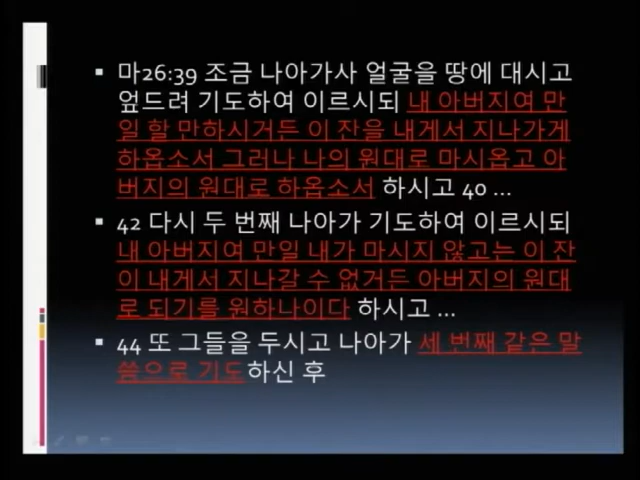 ▪ 마26:39 조금 나아가사 얼굴을 땅에 대시고
엎드려 기도하여 이르시되 내 아버지여 만
일 할 만하시거든 이 잔을 내게서 지나가게
하옵소서 그러나 나의 원대로 마시옵고 아
버지의 원대로 하옵소서 하시고 40 ...
▪ 42 다시 두 번째 나아가 기도하여 이르시되
내 아버지여 만일 내가 마시지 않고는 이 잔
이 내게서 지나갈 수 없거든 아버지의 원대
로 되기를 원하나이다 하시고 ...
▪ 44 또 그들을 두시고 나아가 세 번째 같은 말
씀으로 기도하신 후